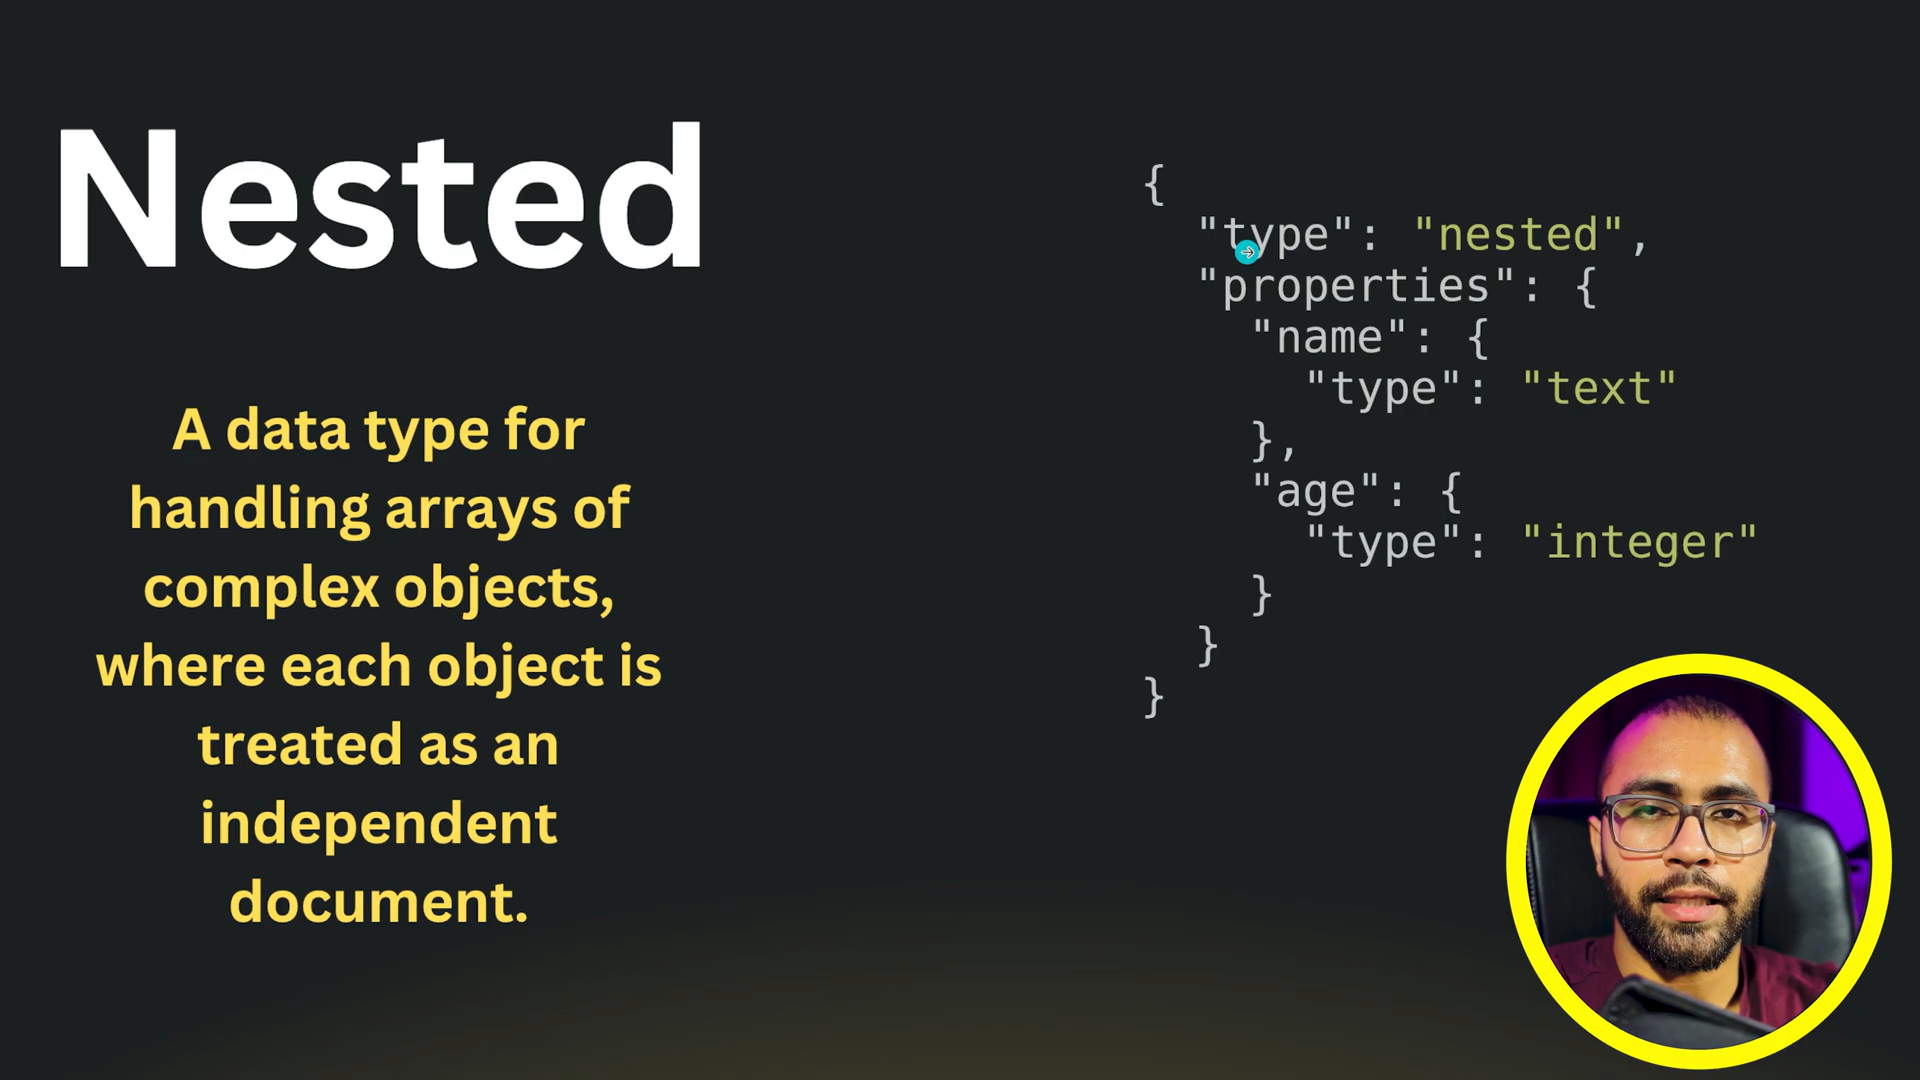 Nested
A data type for
handling arrays of
complex objects,
where each object is
treated as an
independent
document.
{
  "type": "nested",
  "properties": {
    "name": {
      "type": "text"
    },
    "age": {
      "type": "integer"
    }
  }
}